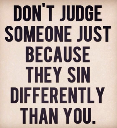 DON'T JUDGE
SOMEONE JUST
BECAUSE
THEY SIN
DIFFERENTLY
THAN YOU.